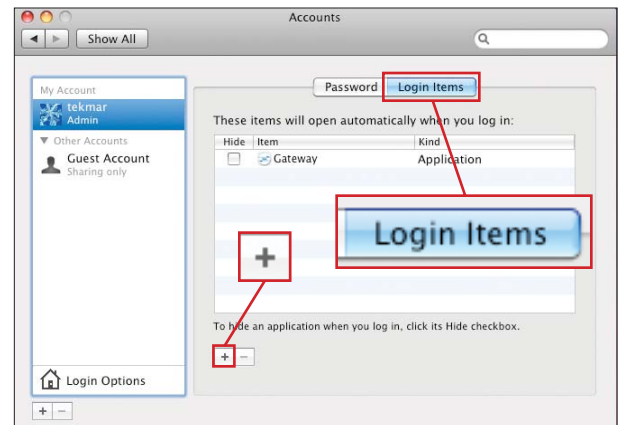 Accounts
Show All
My Account
tekmar
Admin
Other Accounts
Guest Account
Sharing only
Login Options
+ −
Password Login Items
These items will open automatically when you log in:
Hide Item Kind
Gateway Application
Login Items
+
To hide an application when you log in, click its Hide checkbox.
+ −